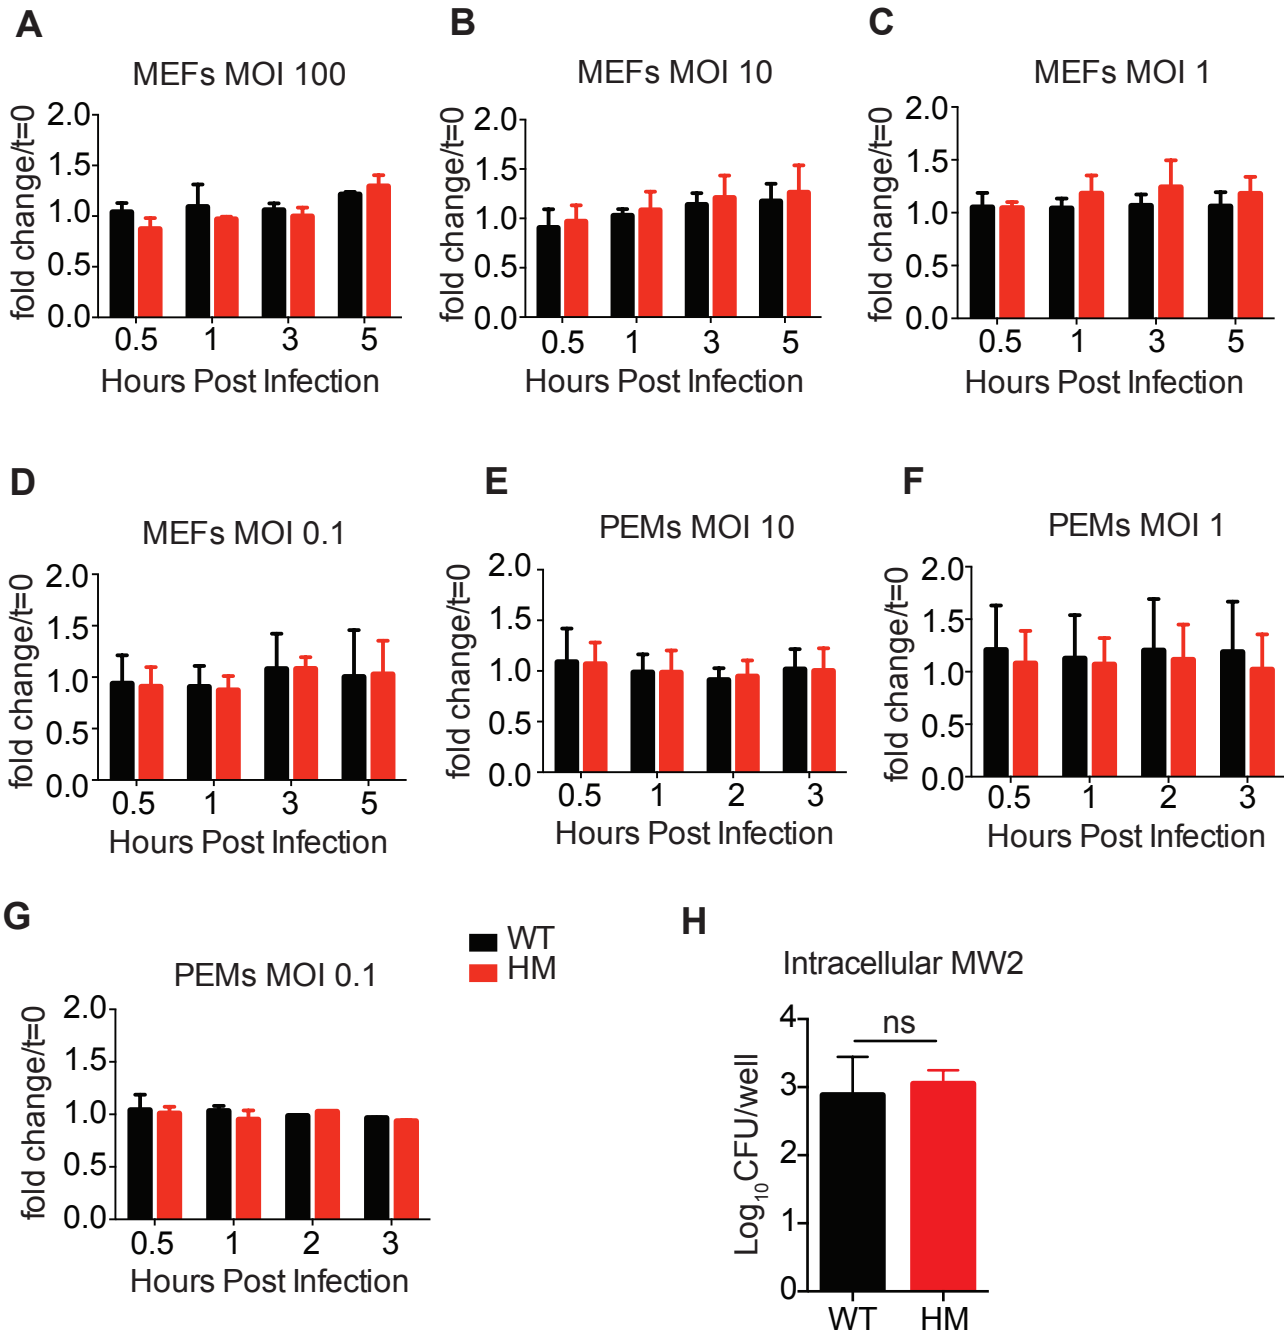 A
MEFs MOI 100
fold change/t=0
2.0
1.5
1.0
0.5
0.0
0.5 1 3 5
Hours Post Infection
B
MEFs MOI 10
fold change/t=0
2.0
1.5
1.0
0.5
0.0
0.5 1 3 5
Hours Post Infection
C
MEFs MOI 1
fold change/t=0
2.0
1.5
1.0
0.5
0.0
0.5 1 3 5
Hours Post Infection
D
MEFs MOI 0.1
fold change/t=0
2.0
1.5
1.0
0.5
0.0
0.5 1 3 5
Hours Post Infection
E
PEMs MOI 10
fold change/t=0
2.0
1.5
1.0
0.5
0.0
0.5 1 2 3
Hours Post Infection
F
PEMs MOI 1
fold change/t=0
2.0
1.5
1.0
0.5
0.0
0.5 1 2 3
Hours Post Infection
G
PEMs MOI 0.1
fold change/t=0
2.0
1.5
1.0
0.5
0.0
0.5 1 2 3
Hours Post Infection
WT
HM
H
Intracellular MW2
Log₁₀CFU/well
4
3
2
1
0
ns
WT HM